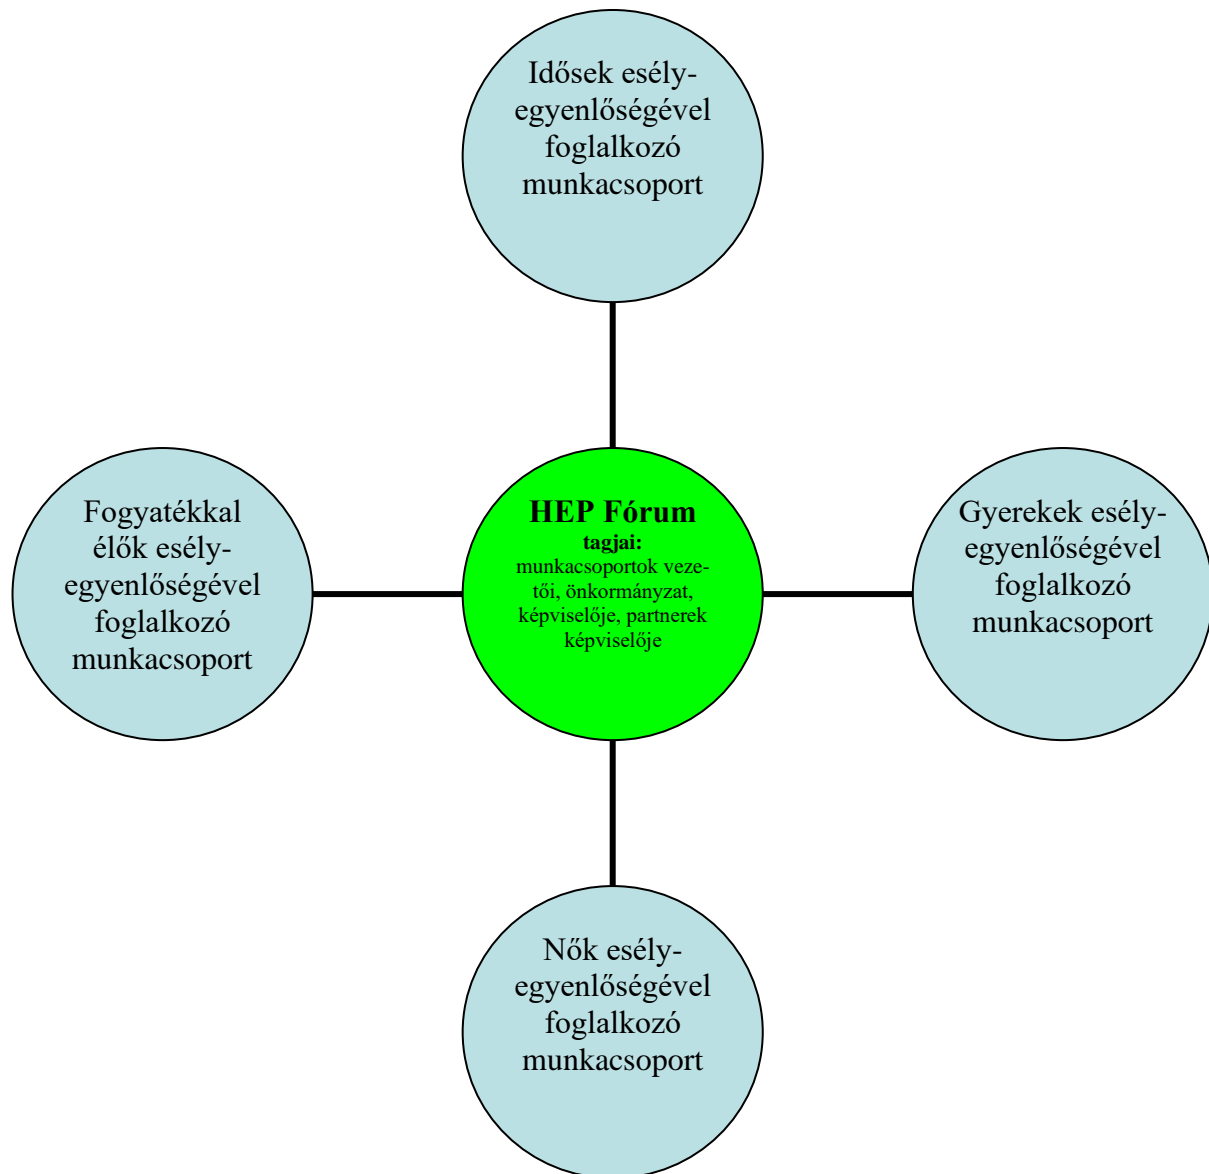 Idősek esély-
egyenlőségével
foglalkozó
munkacsoport
Fogyatékkal
élők esély-
egyenlőségével
foglalkozó
munkacsoport
HEP Fórum
tagjai:
munkacsoportok veze-
tői, önkormányzat,
képviselője, partnerek
képviselője
Gyerekek esély-
egyenlőségével
foglalkozó
munkacsoport
Nők esély-
egyenlőségével
foglalkozó
munkacsoport